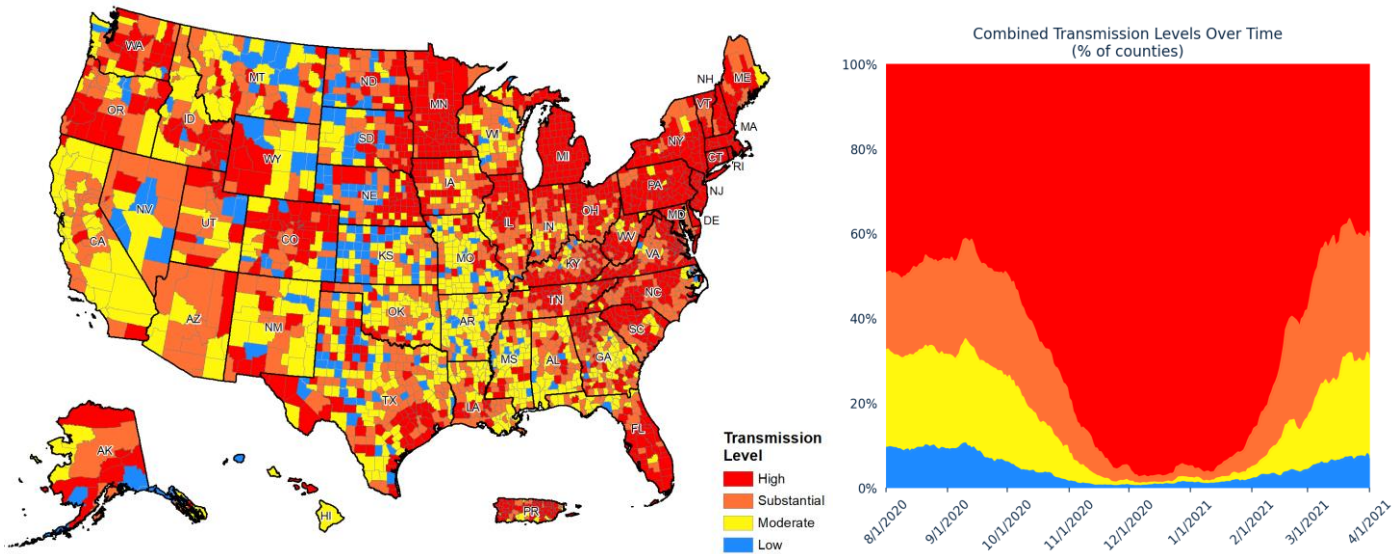 WA
MT
ND
MN
OR
ID
SD
WI
WY
NV
UT
CA
CO
NE
IA
KS
MO
IL
IN
OH
MI
KY
WV
VA
PA
NY
NH
VT
ME
MA
CT
RI
NJ
DE
MD
AZ
NM
OK
AR
TN
NC
SC
MS
AL
GA
TX
LA
FL
AK
HI
PR
Transmission
Level
High
Substantial
Moderate
Low
Combined Transmission Levels Over Time
(% of counties)
100%
80%
60%
40%
20%
0%
8/1/2020
9/1/2020
10/1/2020
11/1/2020
12/1/2020
1/1/2021
2/1/2021
3/1/2021
4/1/2021